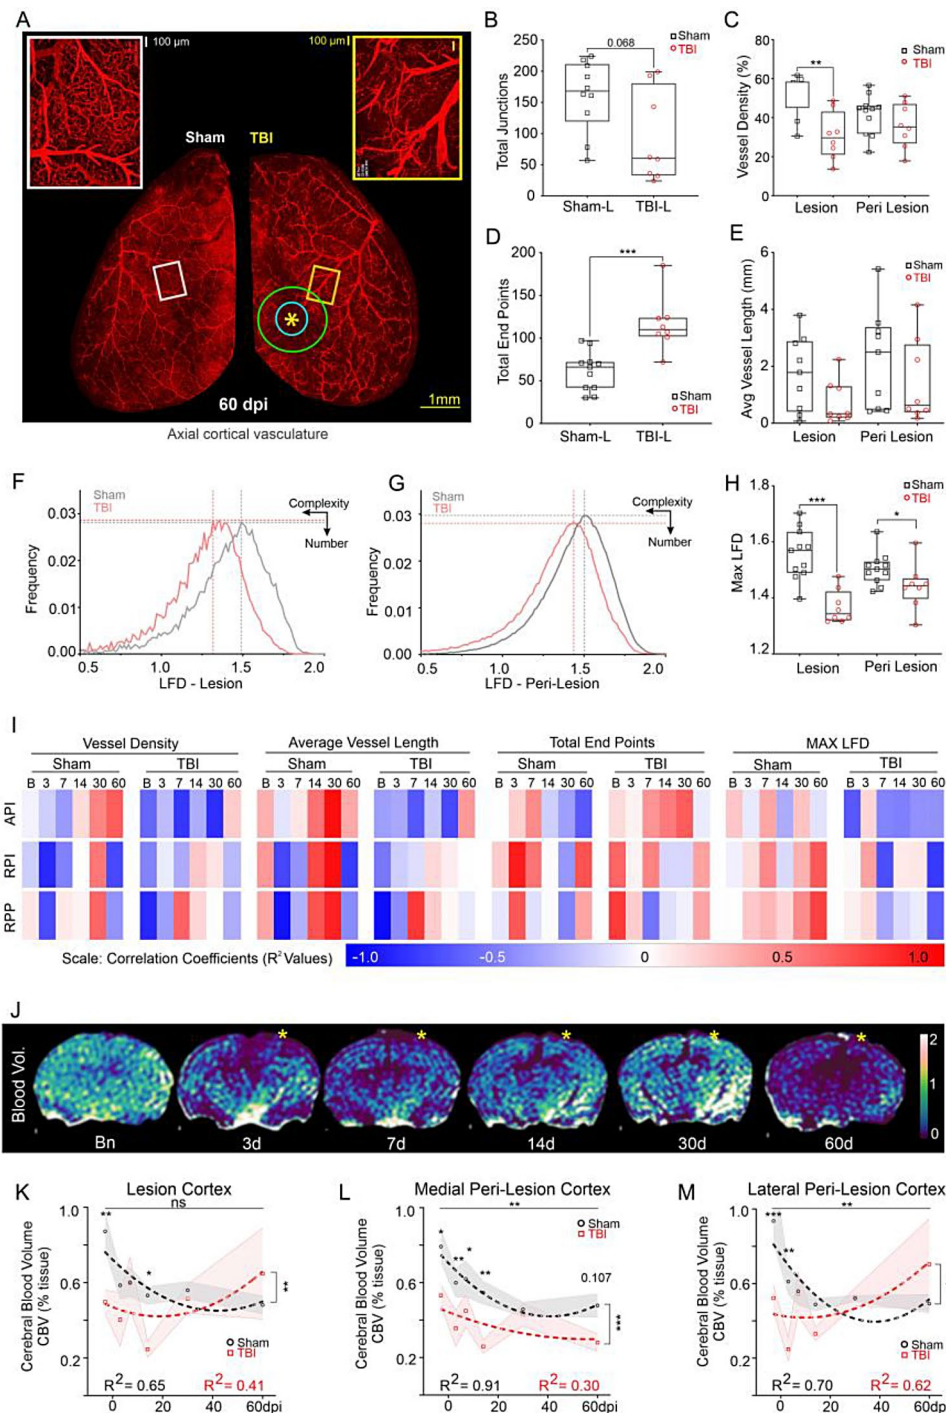 A
100 µm
100 µm
Sham
TBI
*
60 dpi
1mm
Axial cortical vasculature
B
Total Junctions
250
200
150
100
50
0
0.068
Sham
TBI
Sham-L
TBI-L
C
Vessel Density (%)
80
60
40
20
0
**
Sham
TBI
Lesion
Peri Lesion
D
Total End Points
200
150
100
50
0
***
Sham
TBI
Sham-L
TBI-L
E
Avg Vessel Length (mm)
6
4
2
0
Sham
TBI
Lesion
Peri Lesion
F
Frequency
0.03
0.02
0.01
0.00
Sham
TBI
Complexity
Number
0.5 1.0 1.5 2.0
LFD - Lesion
G
Frequency
0.03
0.02
0.01
0.00
Sham
TBI
Complexity
Number
0.5 1.0 1.5 2.0
LFD - Peri-Lesion
H
Max LFD
1.8
1.6
1.4
1.2
***
*
Sham
TBI
Lesion
Peri Lesion
I
Vessel Density
Average Vessel Length
Total End Points
MAX LFD
Sham TBI Sham TBI Sham TBI Sham TBI
B 3 7 14 30 60 B 3 7 14 30 60 B 3 7 14 30 60 B 3 7 14 30 60 B 3 7 14 30 60 B 3 7 14 30 60 B 3 7 14 30 60 B 3 7 14 30 60
API
RPI
RPP
Scale: Correlation Coefficients (R² Values)
-1.0 -0.5 0 0.5 1.0
J
Blood Vol.
* * * * *
Bn 3d 7d 14d 30d 60d
2
1
0
K
Lesion Cortex
ns
Cerebral Blood Volume
CBV (% tissue)
1.0
0.6
0.2
**
*
**
Sham
TBI
R² = 0.65
R² = 0.41
0 20 40 60dpi
L
Medial Peri-Lesion Cortex
**
Cerebral Blood Volume
CBV (% tissue)
1.0
0.6
0.2
*
**
*
**
Sham
TBI
0.107
***
R² = 0.91
R² = 0.30
0 20 40 60dpi
M
Lateral Peri-Lesion Cortex
**
Cerebral Blood Volume
CBV (% tissue)
1.0
0.6
0.2
***
**
Sham
TBI
R² = 0.70
R² = 0.62
0 20 40 60dpi